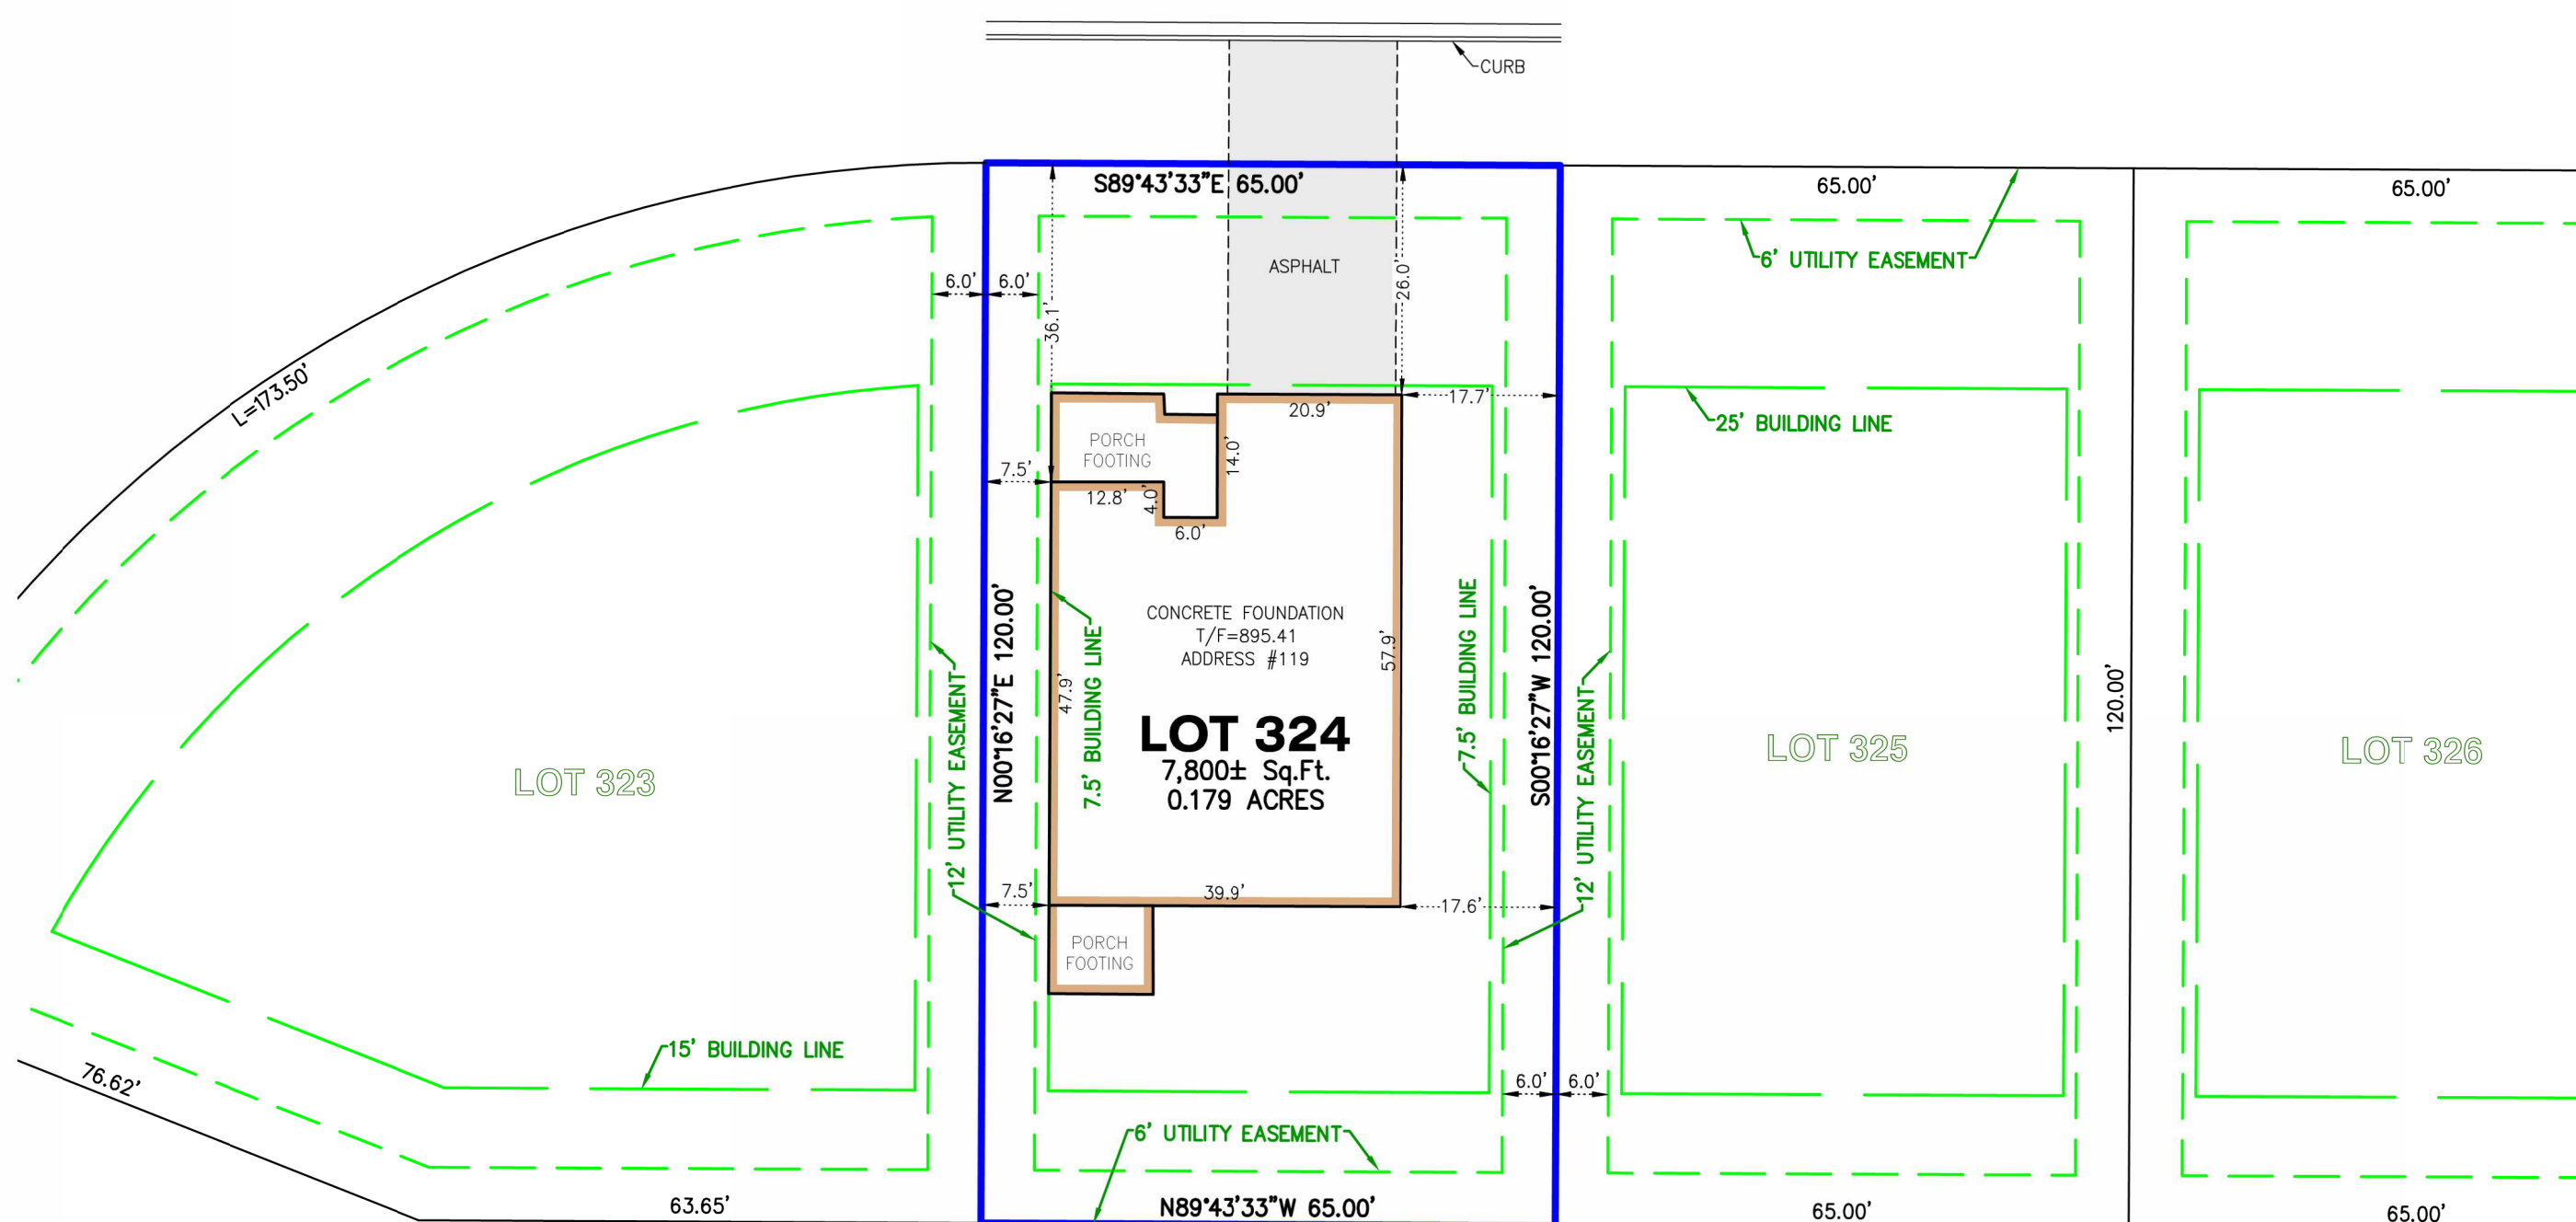 CURB
S89°43'33"E 65.00'
65.00'
65.00'
ASPHALT
6' UTILITY EASEMENT
6.0'
6.0'
36.1'
26.0'
L=173.50'
17.7'
20.9'
25' BUILDING LINE
PORCH
FOOTING
14.0'
7.5'
12.8'
4.0'
6.0'
CONCRETE FOUNDATION
T/F=895.41
ADDRESS #119
N00°16'27"E 120.00'
7.5' BUILDING LINE
47.9'
57.9'
7.5' BUILDING LINE
S00°16'27"W 120.00'
12' UTILITY EASEMENT
12' UTILITY EASEMENT
120.00'
LOT 324
7,800± Sq.Ft.
0.179 ACRES
LOT 323
LOT 325
LOT 326
7.5'
39.9'
17.6'
PORCH
FOOTING
15' BUILDING LINE
76.62'
6.0'
6.0'
6' UTILITY EASEMENT
63.65'
N89°43'33"W 65.00'
65.00'
65.00'